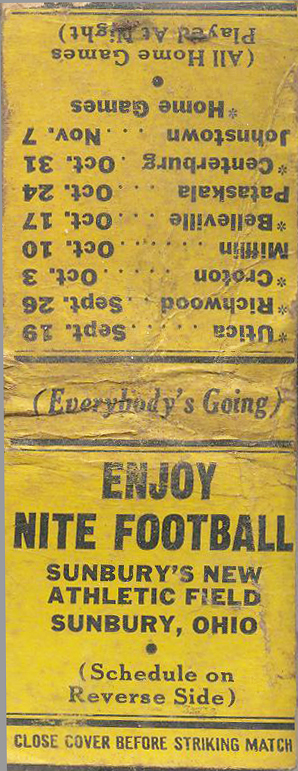 *Utica . . . . . . Sept. 19
*Richwood . . Sept. 26
*Croton . . . . . Oct. 3
Mifflin . . . . . . Oct. 10
*Belleville . . . Oct. 17
Pataskala . . . Oct. 24
*Centerburg . Oct. 31
Johnstown . . . Nov. 7
*Home Games
(All Home Games
Played At Night)
(Everybody's Going)
ENJOY
NITE FOOTBALL
SUNBURY'S NEW
ATHLETIC FIELD
SUNBURY, OHIO
(Schedule on
Reverse Side)
CLOSE COVER BEFORE STRIKING MATCH